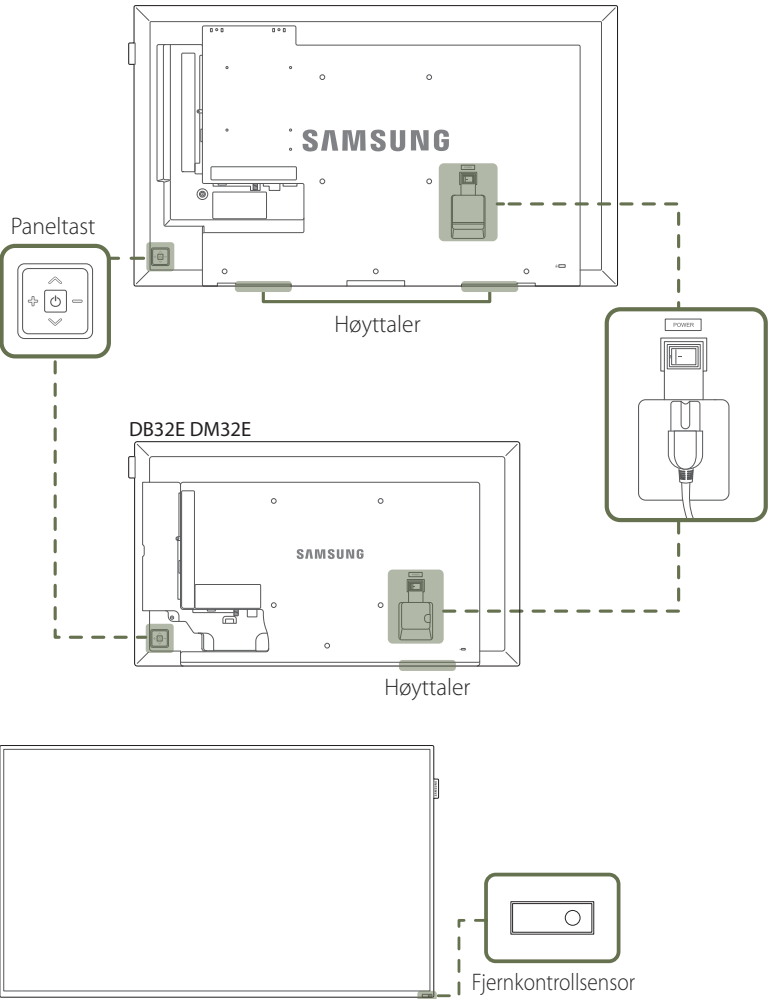 SAMSUNG
Paneltast
Høyttaler
POWER
DB32E DM32E
SAMSUNG
Høyttaler
Fjernkontrollsensor